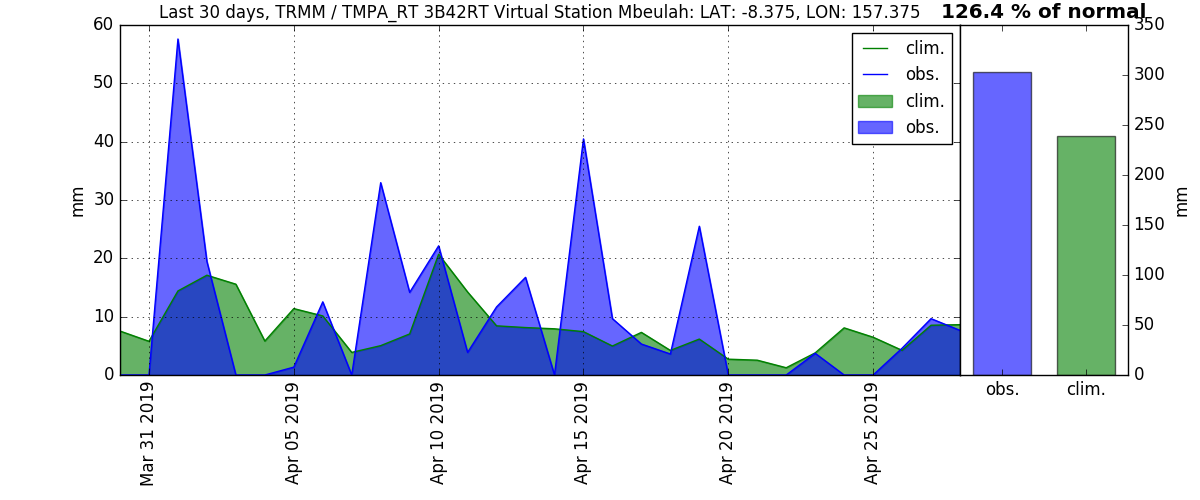 Last 30 days, TRMM / TMPA_RT 3B42RT Virtual Station Mbeulah: LAT: -8.375, LON: 157.375
126.4 % of normal
60
50
40
30
20
10
0
mm
clim.
obs.
clim.
obs.
Mar 31 2019
Apr 05 2019
Apr 10 2019
Apr 15 2019
Apr 20 2019
Apr 25 2019
350
300
250
200
150
100
50
0
mm
obs.
clim.